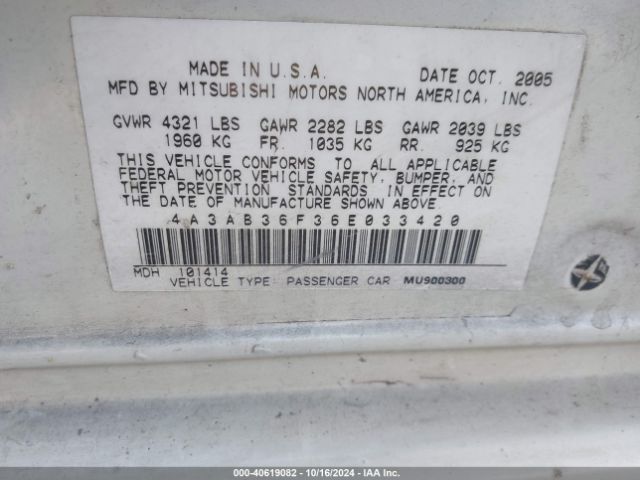 MADE IN U.S.A. DATE OCT. 2005
MFD BY MITSUBISHI MOTORS NORTH AMERICA, INC.
GVWR 4321 LBS GAWR 2282 LBS GAWR 2039 LBS
1960 KG FR. 1035 KG RR. 925 KG
THIS VEHICLE CONFORMS TO ALL APPLICABLE
FEDERAL MOTOR VEHICLE SAFETY, BUMPER, AND
THEFT PREVENTION STANDARDS IN EFFECT ON
THE DATE OF MANUFACTURE SHOWN ABOVE
4A3AB36F36E033420
MDH 101414
VEHICLE TYPE: PASSENGER CAR MU900300
000-40619082 - 10/16/2024 - IAA Inc.